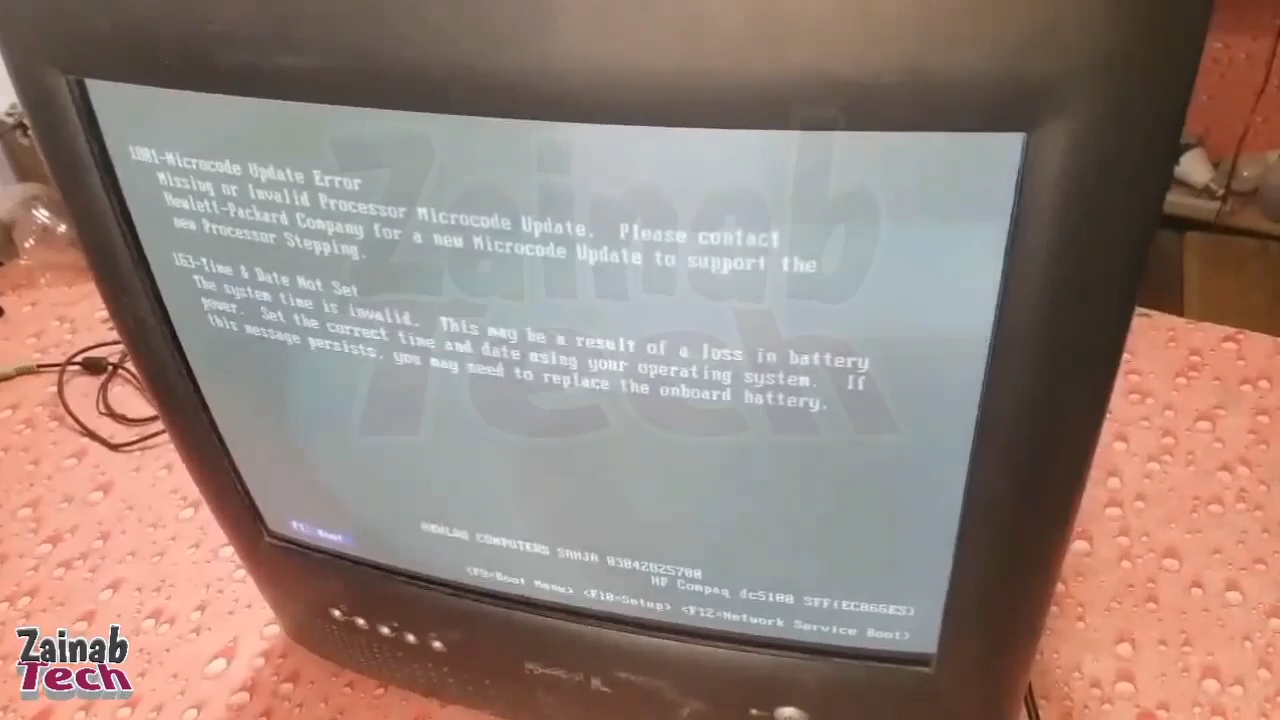 1801-Microcode Update Error
Missing or Invalid Processor Microcode Update. Please contact
Hewlett-Packard Company for a new Microcode Update to support the
new Processor Stepping.
163-Time & Date Not Set
The system time is invalid. This may be a result of a loss in battery
power. Set the correct time and date using your operating system. If
this message persists, you may need to replace the onboard battery.
F1: Boot
COMPUTERS 03042825700
HP Compaq dc5100 SFF(EC866ES)
<F9=Boot Menu> <F10=Setup> <F12=Network Service Boot>
Zainab
Tech
Zainab
Tech